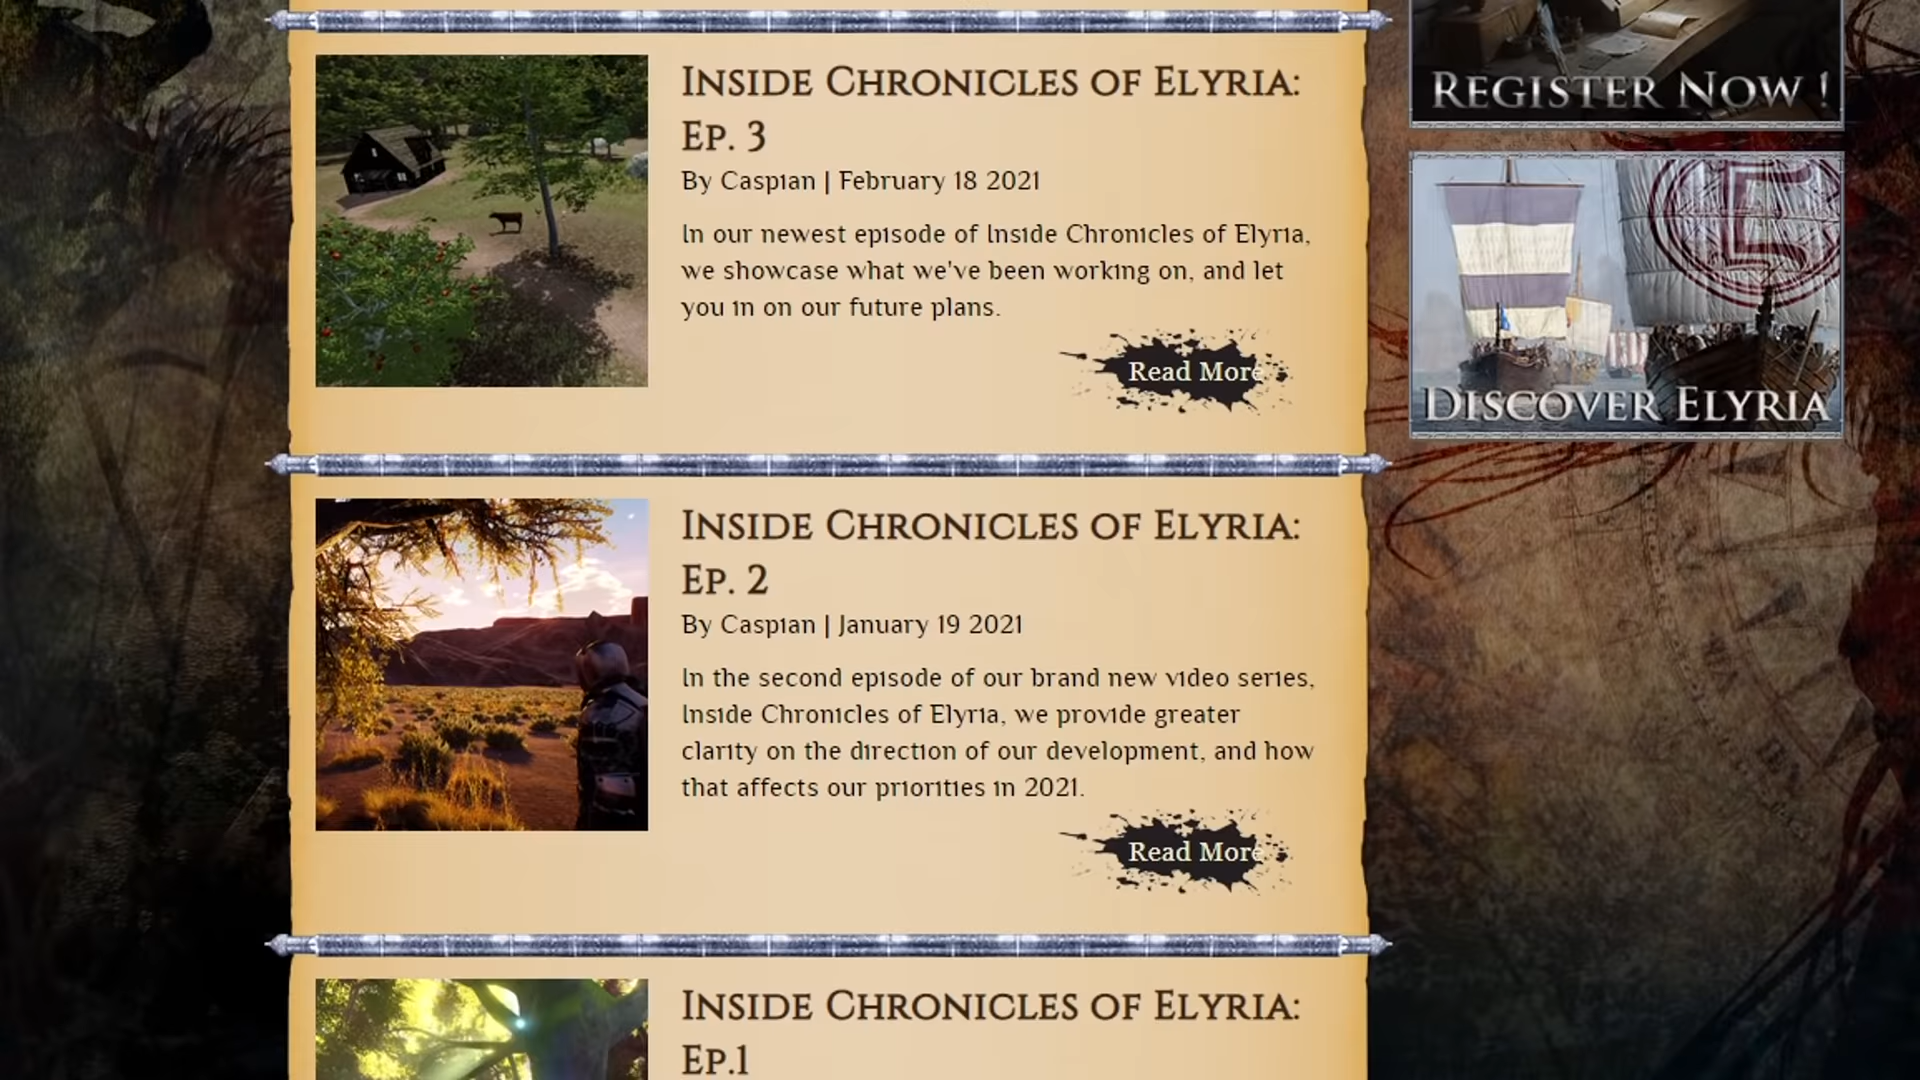 Inside Chronicles of Elyria:
Ep. 3
By Caspian | February 18 2021
In our newest episode of Inside Chronicles of Elyria,
we showcase what we've been working on, and let
you in on our future plans.
Read More
Inside Chronicles of Elyria:
Ep. 2
By Caspian | January 19 2021
In the second episode of our brand new video series,
Inside Chronicles of Elyria, we provide greater
clarity on the direction of our development, and how
that affects our priorities in 2021.
Read More
Inside Chronicles of Elyria:
Ep.1
Register Now !
Discover Elyria